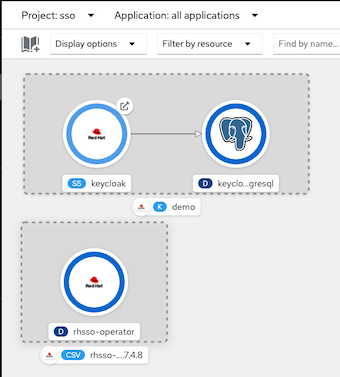 Project: sso Application: all applications
Display options Filter by resource Find by name...
Red Hat
SS keycloak D keyclo...gresql
K demo
Red Hat
D rhsso-operator
CSV rhsso-....7.4.8